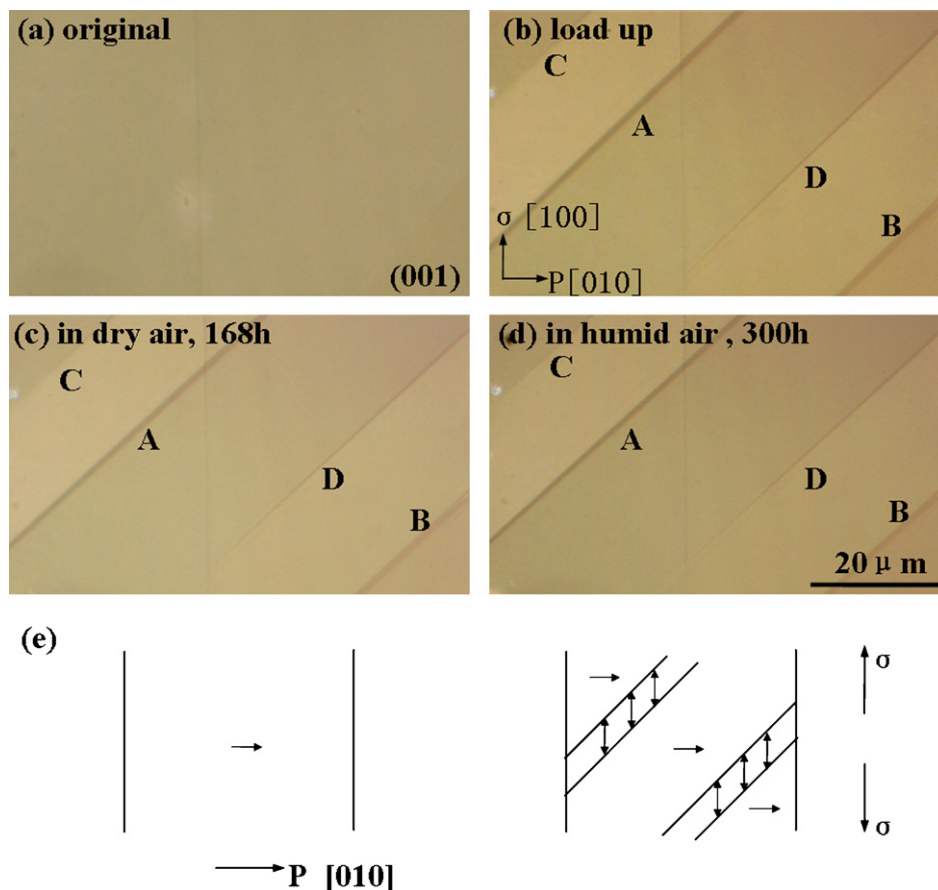 (a) original
(001)
(b) load up
C
A
D
B
σ [100]
P[010]
(c) in dry air, 168h
C
A
D
B
(d) in humid air , 300h
C
A
D
B
20 μ m
(e)
σ
σ
P [010]